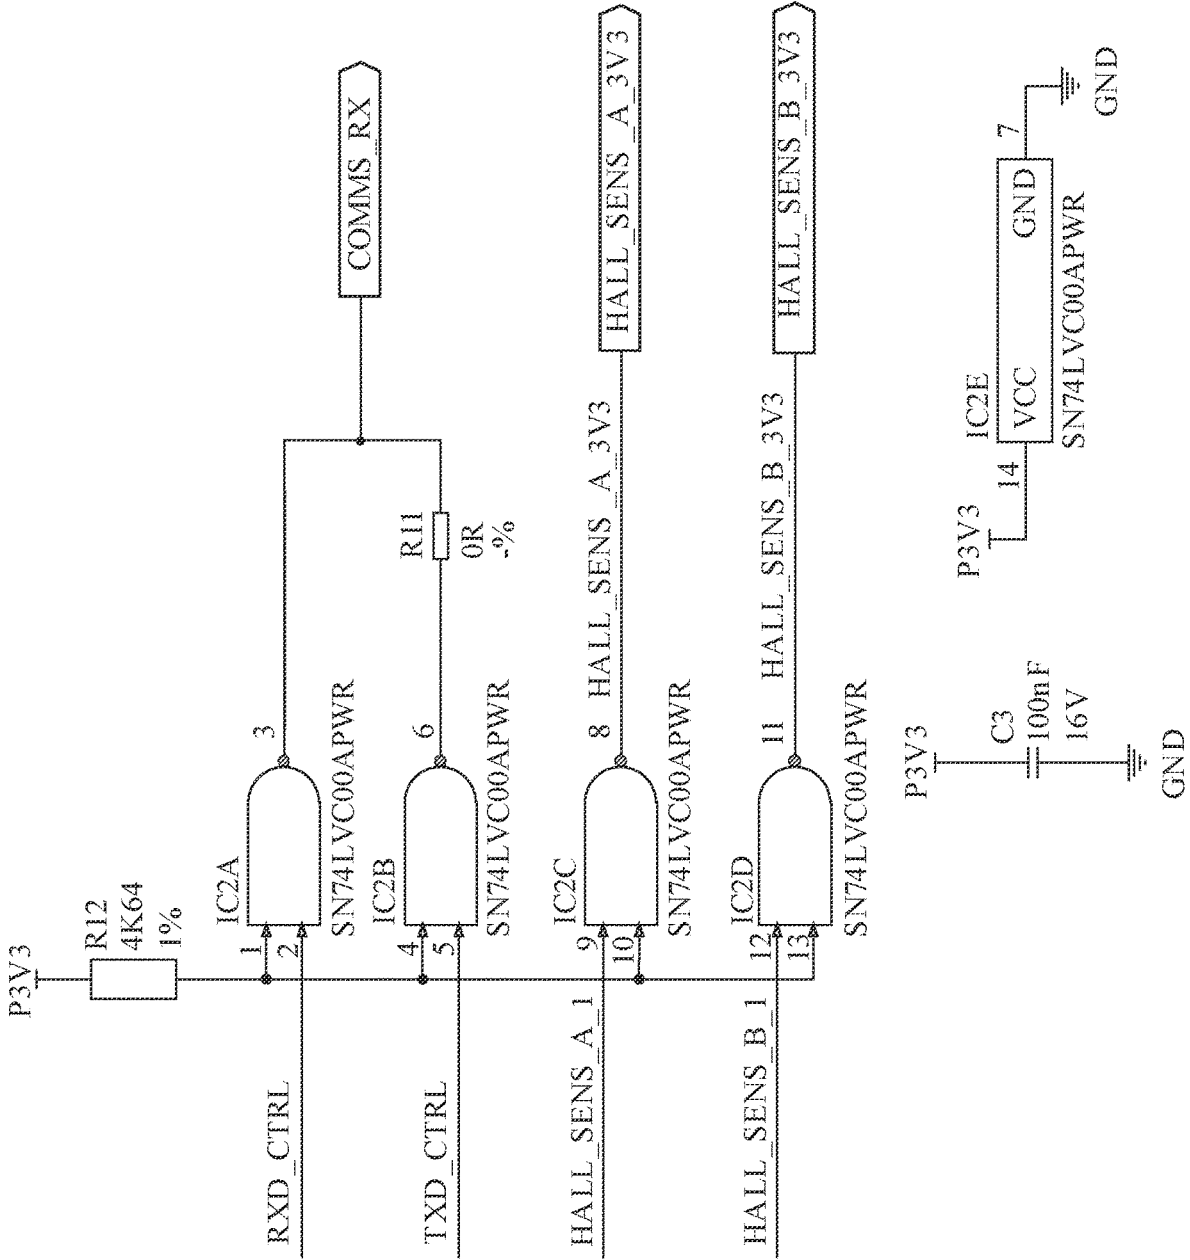 P3V3
R12
4K64
1%
RXD_CTRL
1
2
IC2A
SN74LVC00APWR
3
COMMS_RX
TXD_CTRL
4
5
IC2B
SN74LVC00APWR
6
R11
0R
-%
HALL_SENS_A_1
9
10
IC2C
SN74LVC00APWR
8
HALL_SENS_A_3V3
HALL_SENS_A_3V3
HALL_SENS_B_1
12
13
IC2D
SN74LVC00APWR
11
HALL_SENS_B_3V3
HALL_SENS_B_3V3
P3V3
C3
100nF
16V
GND
P3V3
14
IC2E
VCC
GND
SN74LVC00APWR
7
GND